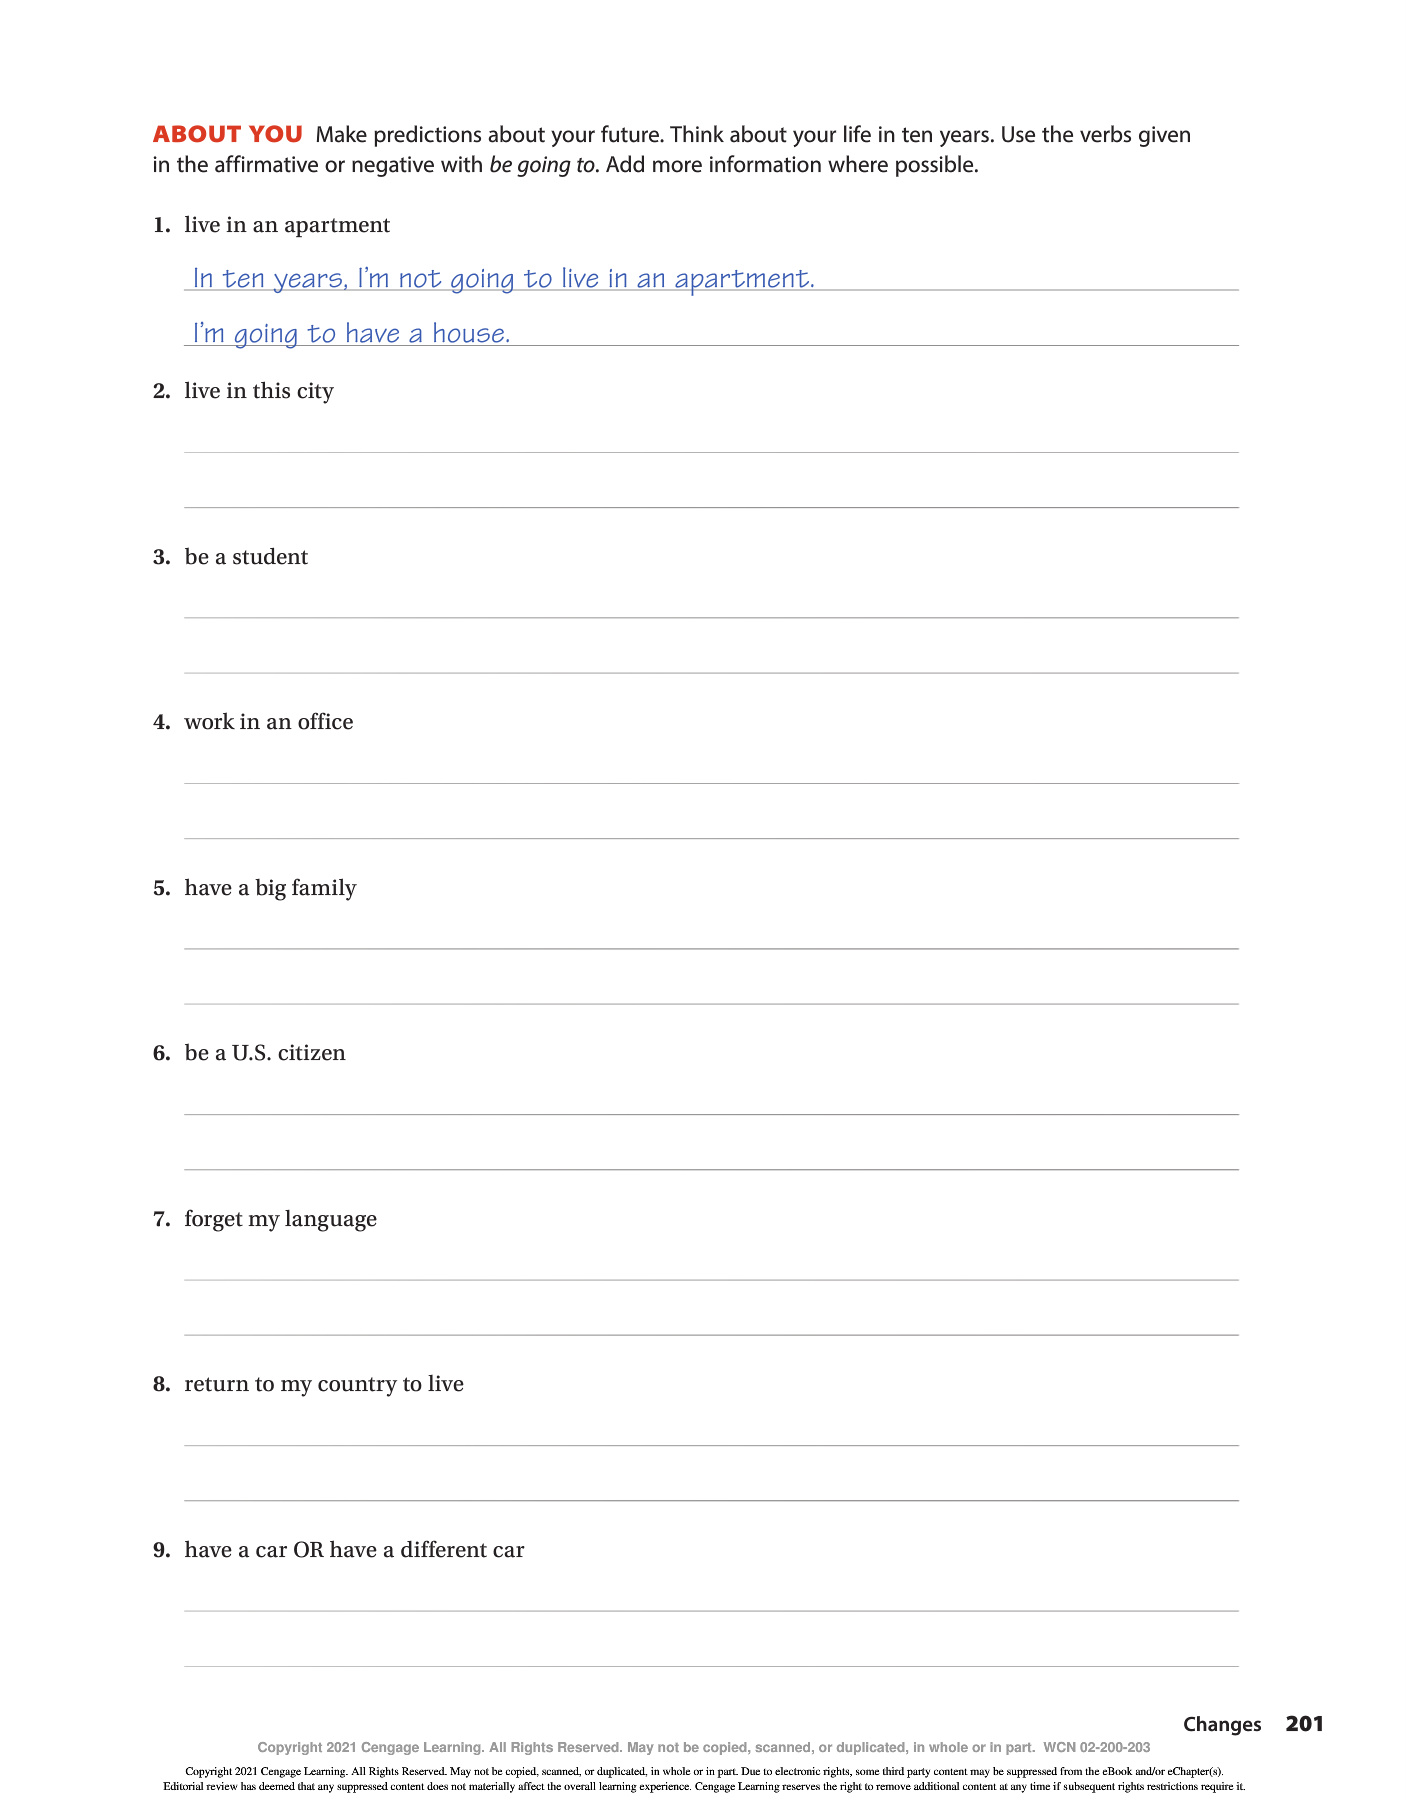 ABOUT YOU Make predictions about your future. Think about your life in ten years. Use the verbs given
in the affirmative or negative with be going to. Add more information where possible.
1. live in an apartment
In ten years, I'm not going to live in an apartment.
I'm going to have a house.
2. live in this city
3. be a student
4. work in an office
5. have a big family
6. be a U.S. citizen
7. forget my language
8. return to my country to live
9. have a car OR have a different car
Changes 201
Copyright 2021 Cengage Learning. All Rights Reserved. May not be copied, scanned, or duplicated, in whole or in part. WCN 02-200-203
Copyright 2021 Cengage Learning. All Rights Reserved. May not be copied, scanned, or duplicated, in whole or in part. Due to electronic rights, some third party content may be suppressed from the eBook and/or eChapter(s).
Editorial review has deemed that any suppressed content does not materially affect the overall learning experience. Cengage Learning reserves the right to remove additional content at any time if subsequent rights restrictions require it.